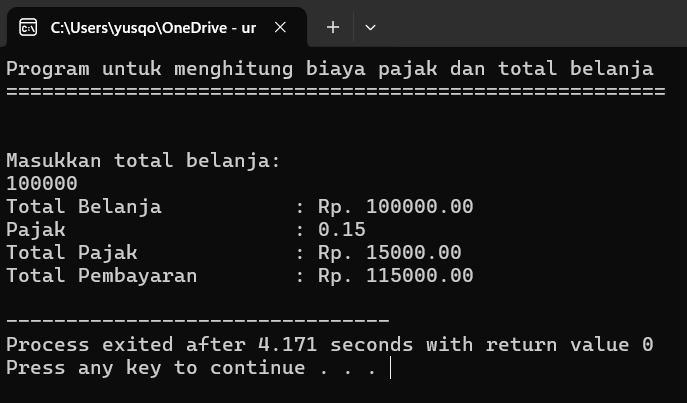 C:\Users\yusqo\OneDrive - ur
Program untuk menghitung biaya pajak dan total belanja
=======================================================
Masukkan total belanja:
100000
Total Belanja           : Rp. 100000.00
Pajak                   : 0.15
Total Pajak             : Rp. 15000.00
Total Pembayaran        : Rp. 115000.00
--------------------------------
Process exited after 4.171 seconds with return value 0
Press any key to continue . . .